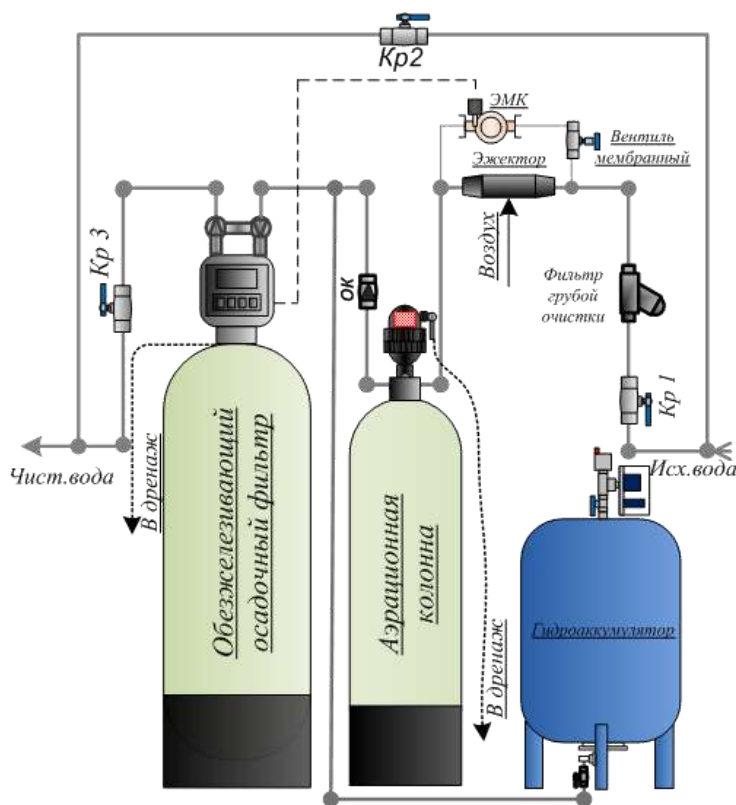 Кр2
ЭМК
Вентиль
мембранный
Эжектор
Кр 3
Воздух
ОК
Фильтр
грубой
очистки
Кр 1
Чист.вода
Исх.вода
В дренаж
Обезжелезивающий
осадочный фильтр
Аэрационная
колонна
В дренаж
Гидроаккумулятор